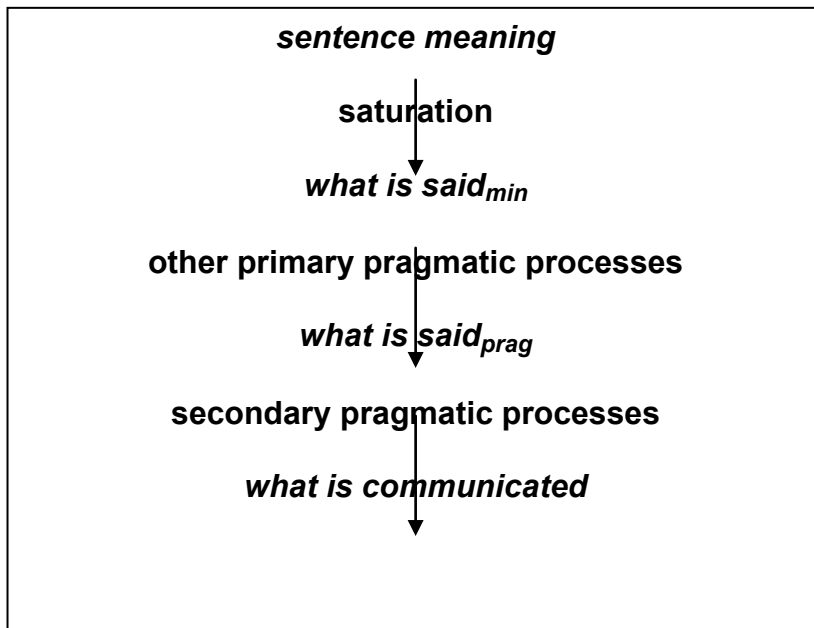 sentence meaning
saturation
what is said_min
other primary pragmatic processes
what is said_prag
secondary pragmatic processes
what is communicated